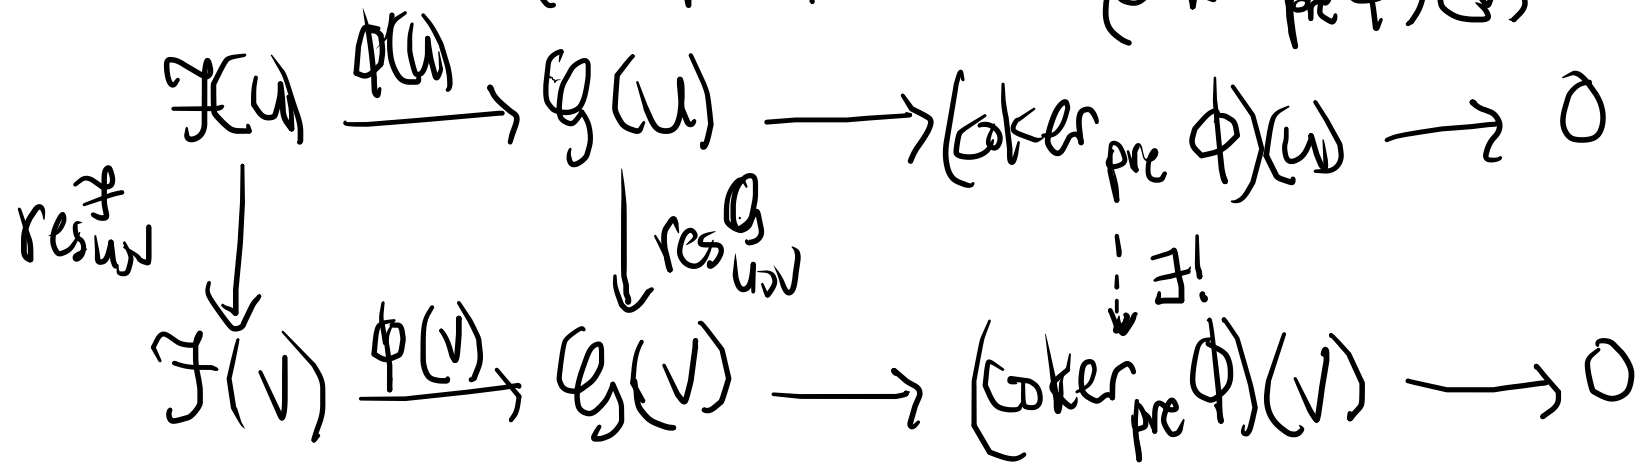 ℱ(U) —ϕ(U)→ 𝒢(U) → (coker_pre ϕ)(U) → 0
res^ℱ_{U,V} ↓ ↓ res^𝒢_{U⊃V} ⇣ ∃!
ℱ(V) —ϕ(V)→ 𝒢(V) → (coker_pre ϕ)(V) → 0